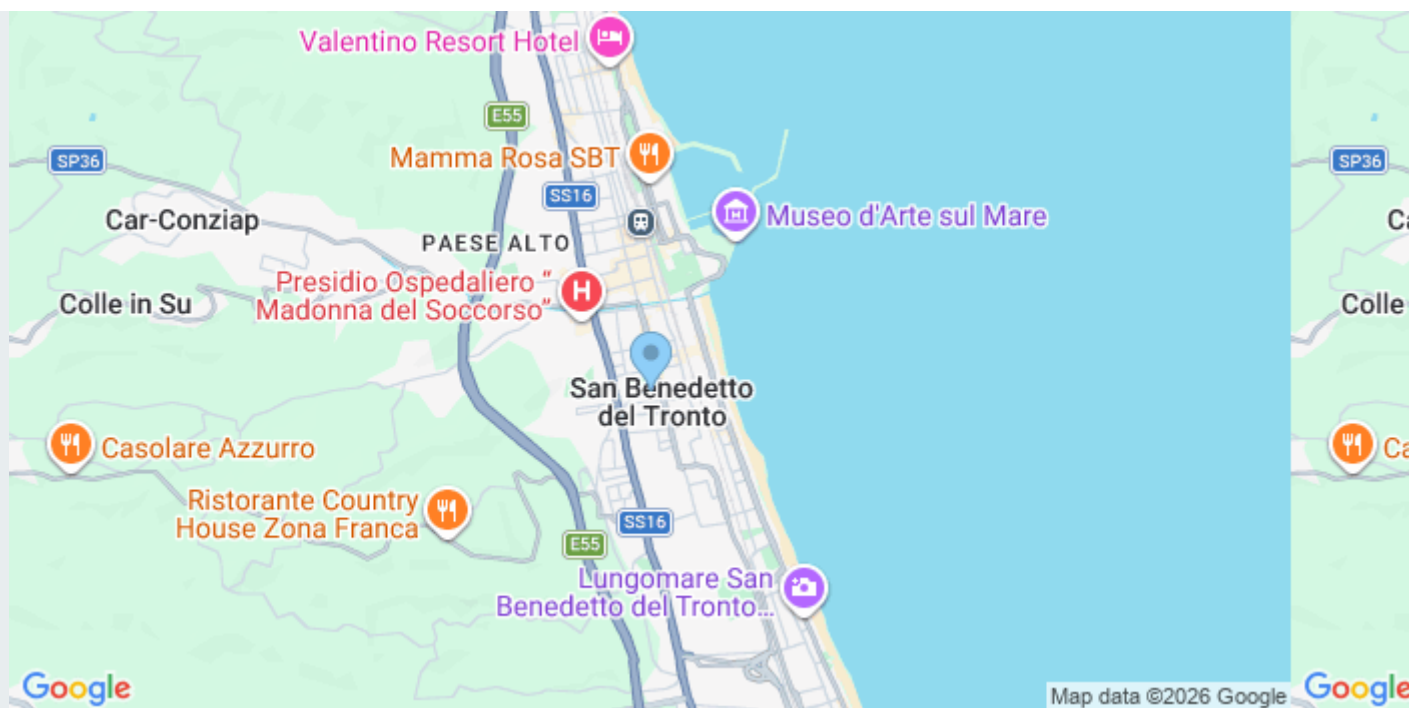 Valentino Resort Hotel
E55
Mamma Rosa SBT
SP36
SP36
SS16
Car-Conziap
Museo d'Arte sul Mare
Ca
PAESE ALTO
Presidio Ospedaliero “
Madonna del Soccorso”
H
Colle in Su
Colle
San Benedetto
del Tronto
Casolare Azzurro
Ca
Ristorante Country
House Zona Franca
SS16
E55
Lungomare San
Benedetto del Tronto...
Google
Map data ©2026 Google
Google